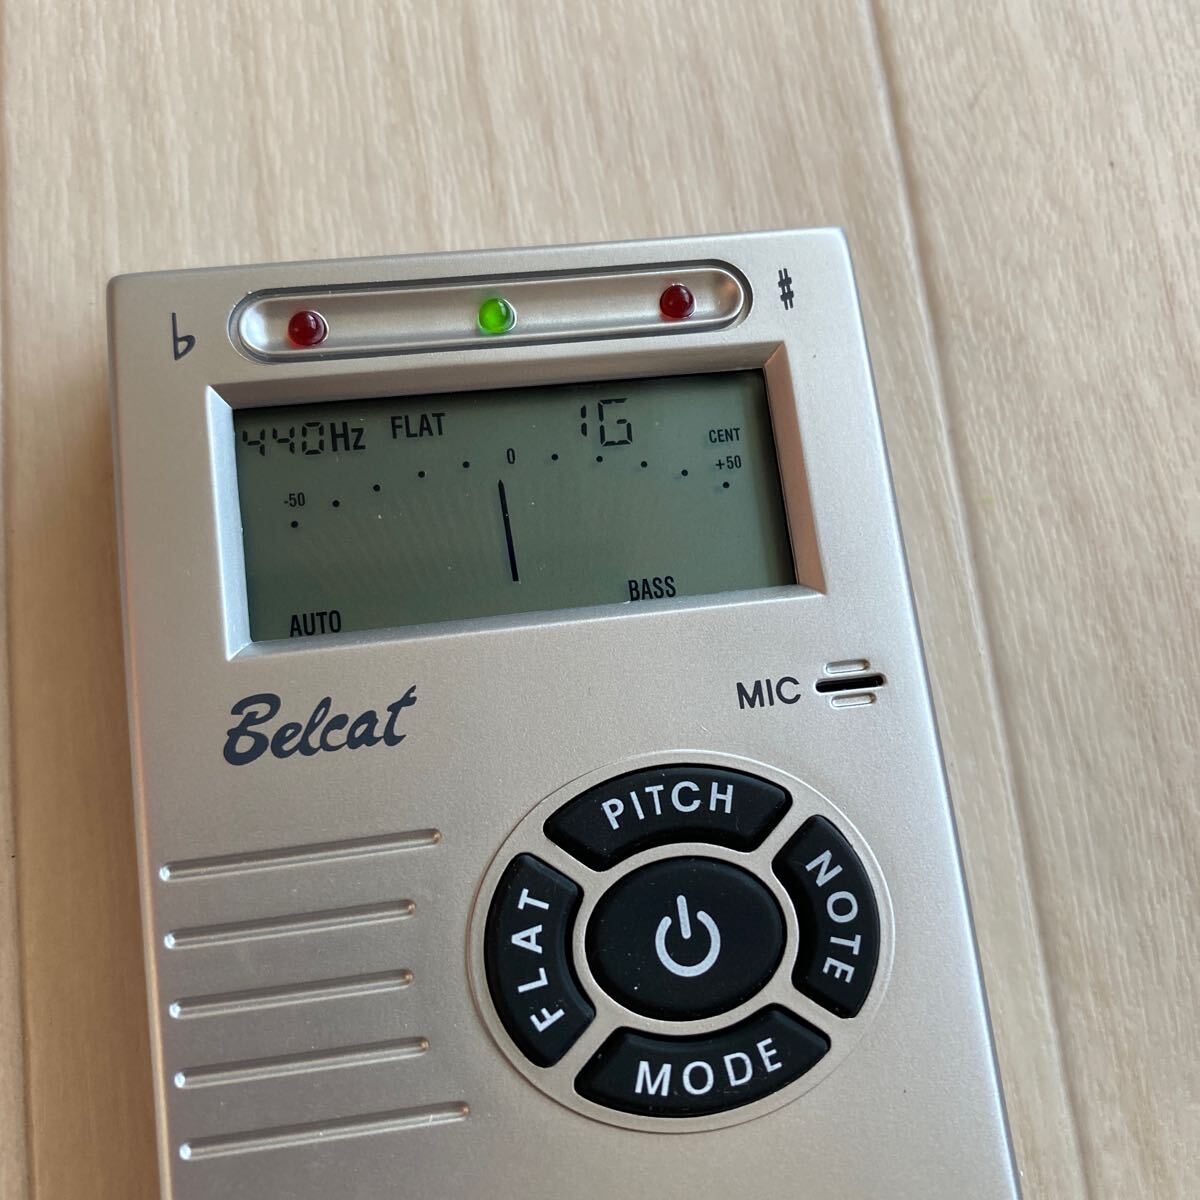 ♭ ♯
440Hz FLAT 1G
CENT
-50 0 +50
AUTO BASS
Belcat
MIC
PITCH
FLAT
NOTE
MODE